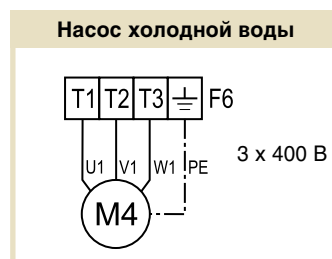 Насос холодной воды
T1 T2 T3 F6
3 x 400 В
U1 V1 W1 PE
M4